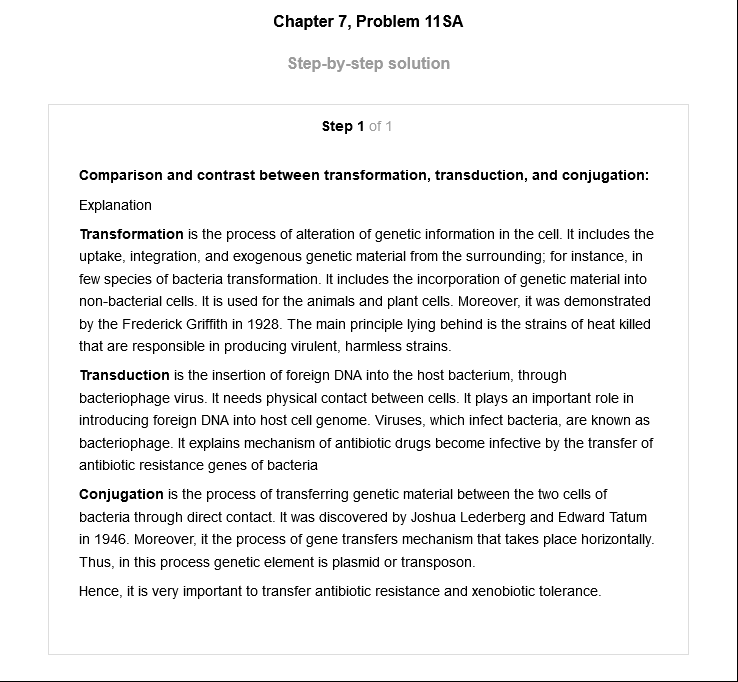 Chapter 7, Problem 11SA
Step-by-step solution
Step 1 of 1
Comparison and contrast between transformation, transduction, and conjugation:
Explanation
Transformation is the process of alteration of genetic information in the cell. It includes the
uptake, integration, and exogenous genetic material from the surrounding; for instance, in
few species of bacteria transformation. It includes the incorporation of genetic material into
non-bacterial cells. It is used for the animals and plant cells. Moreover, it was demonstrated
by the Frederick Griffith in 1928. The main principle lying behind is the strains of heat killed
that are responsible in producing virulent, harmless strains.
Transduction is the insertion of foreign DNA into the host bacterium, through
bacteriophage virus. It needs physical contact between cells. It plays an important role in
introducing foreign DNA into host cell genome. Viruses, which infect bacteria, are known as
bacteriophage. It explains mechanism of antibiotic drugs become infective by the transfer of
antibiotic resistance genes of bacteria
Conjugation is the process of transferring genetic material between the two cells of
bacteria through direct contact. It was discovered by Joshua Lederberg and Edward Tatum
in 1946. Moreover, it the process of gene transfers mechanism that takes place horizontally.
Thus, in this process genetic element is plasmid or transposon.
Hence, it is very important to transfer antibiotic resistance and xenobiotic tolerance.